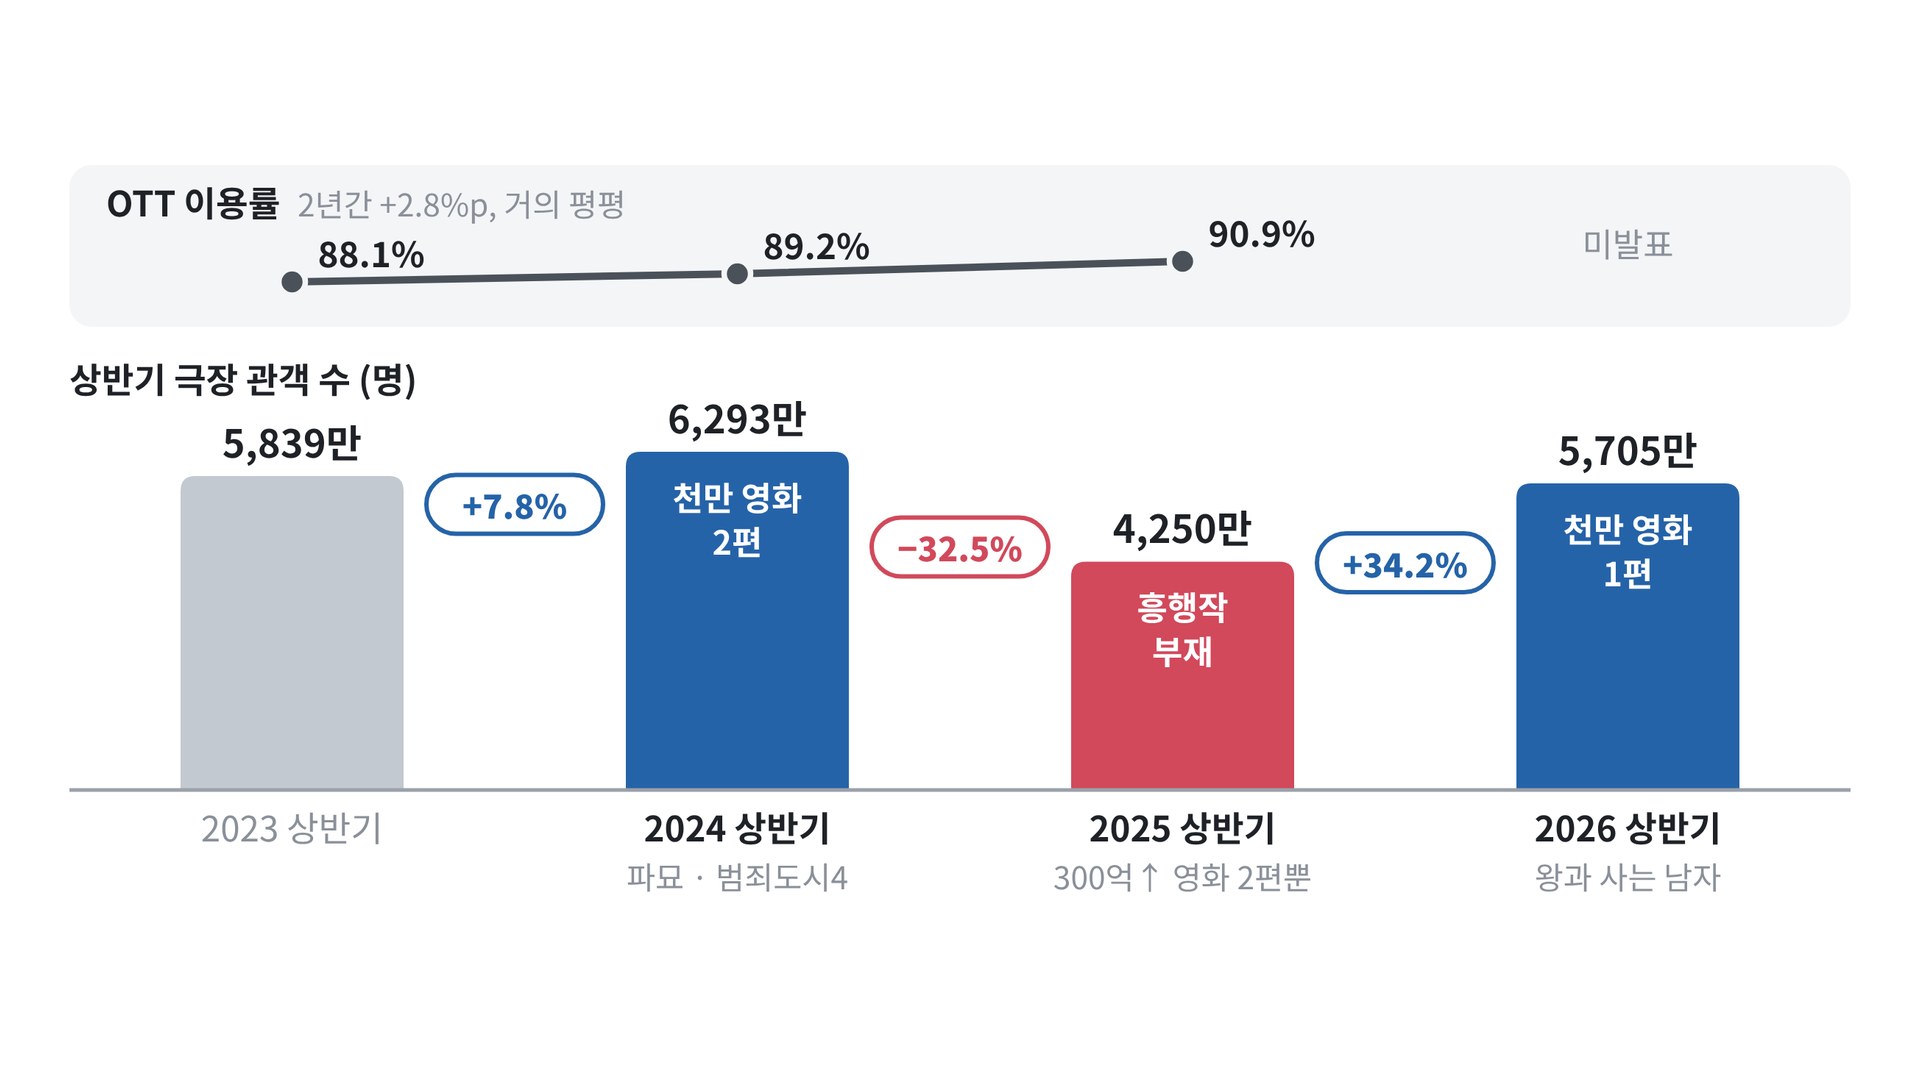 OTT 이용률 2년간 +2.8%p, 거의 평평
88.1%
89.2%
90.9%
미발표
상반기 극장 관객 수 (명)
5,839만
+7.8%
6,293만
천만 영화
2편
−32.5%
4,250만
흥행작
부재
+34.2%
5,705만
천만 영화
1편
2023 상반기
2024 상반기
파묘 · 범죄도시4
2025 상반기
300억↑ 영화 2편뿐
2026 상반기
왕과 사는 남자